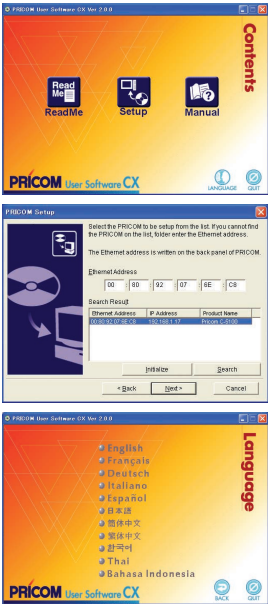 PRICOM User Software CX Ver 2.0.0
Contents
Read
Me
ReadMe
Setup
Manual
PRICOM User Software CX
LANGUAGE
QUIT
PRICOM Setup
Select the PRICOM to be setup from the list. If you cannot find
the PRICOM on the list, folder enter the Ethernet address.
The Ethernet Address is written on the back panel of PRICOM.
Ethernet Address
00 : 80 : 92 : 07 : 6E : C8
Search Result
Ethernet Address IP Address Product Name
00:80:92:07:6E:C8 192.168.1.17 Pricom C-5100
Initialize
Search
< Back
Next >
Cancel
PRICOM User Software CX Ver 2.0.0
Language
English
Français
Deutsch
Italiano
Español
日本語
简体中文
繁体中文
한국어
Thai
Bahasa Indonesia
PRICOM User Software CX
BACK
QUIT